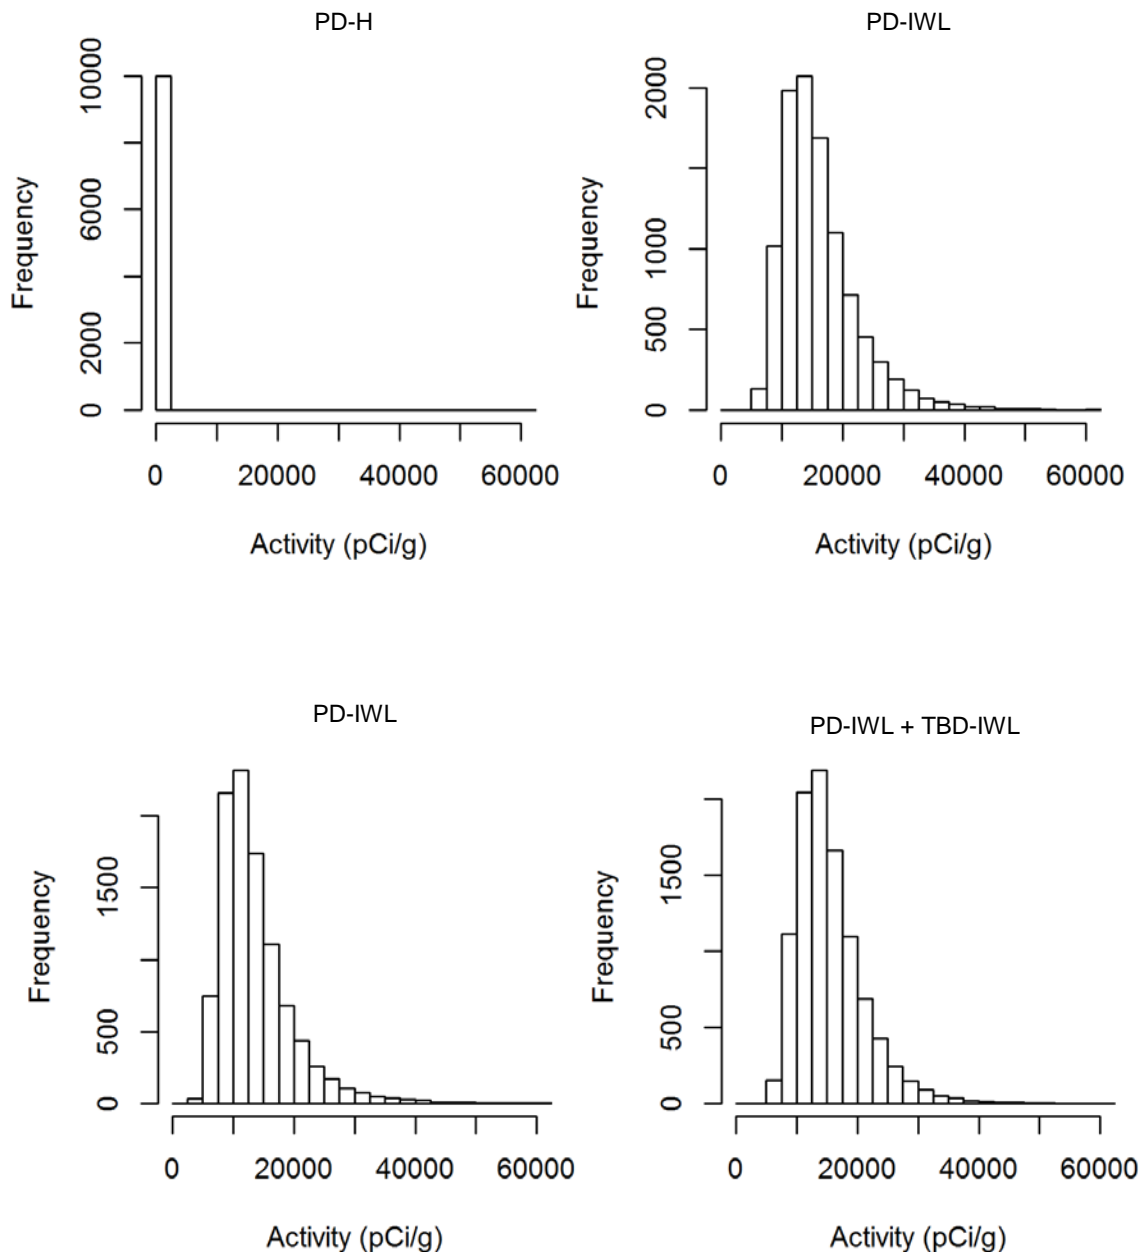 PD-H
PD-IWL
Frequency
0 2000 6000 10000
0 20000 40000 60000
Activity (pCi/g)
Frequency
0 500 1000 2000
0 20000 40000 60000
Activity (pCi/g)
PD-IWL
PD-IWL + TBD-IWL
Frequency
0 500 1500
0 20000 40000 60000
Activity (pCi/g)
Frequency
0 500 1500
0 20000 40000 60000
Activity (pCi/g)